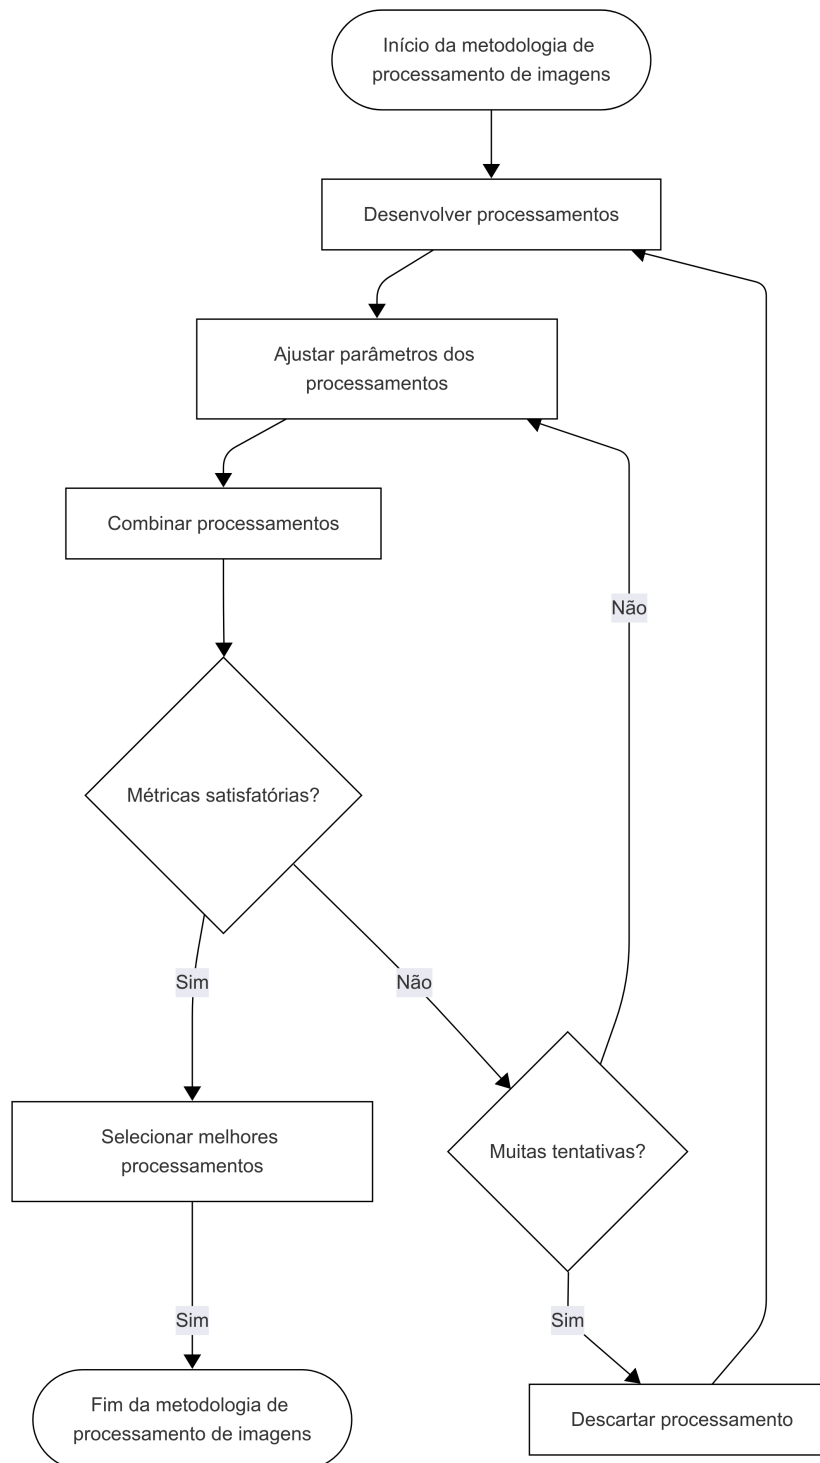 Início da metodologia de
processamento de imagens
Desenvolver processamentos
Ajustar parâmetros dos
processamentos
Combinar processamentos
Não
Métricas satisfatórias?
Sim
Não
Selecionar melhores
processamentos
Muitas tentativas?
Sim
Sim
Fim da metodologia de
processamento de imagens
Descartar processamento